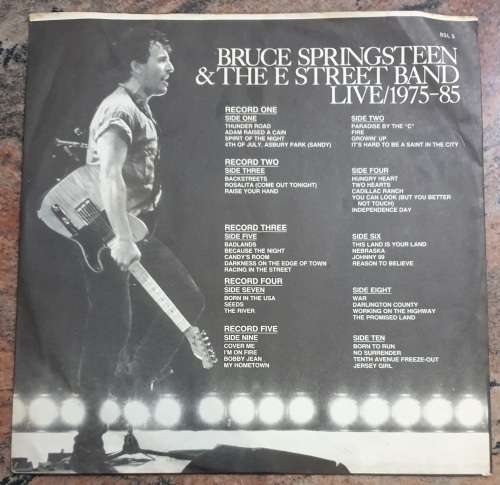 BSL 5
BRUCE SPRINGSTEEN
& THE E STREET BAND
LIVE/1975-85
RECORD ONE
SIDE ONE
THUNDER ROAD
ADAM RAISED A CAIN
SPIRIT OF THE NIGHT
4TH OF JULY, ASBURY PARK (SANDY)
SIDE TWO
PARADISE BY THE "C"
FIRE
GROWIN' UP
IT'S HARD TO BE A SAINT IN THE CITY
RECORD TWO
SIDE THREE
BACKSTREETS
ROSALITA (COME OUT TONIGHT)
RAISE YOUR HAND
SIDE FOUR
HUNGRY HEART
TWO HEARTS
CADILLAC RANCH
YOU CAN LOOK (BUT YOU BETTER
NOT TOUCH)
INDEPENDENCE DAY
RECORD THREE
SIDE FIVE
BADLANDS
BECAUSE THE NIGHT
CANDY'S ROOM
DARKNESS ON THE EDGE OF TOWN
RACING IN THE STREET
SIDE SIX
THIS LAND IS YOUR LAND
NEBRASKA
JOHNNY 99
REASON TO BELIEVE
RECORD FOUR
SIDE SEVEN
BORN IN THE USA
SEEDS
THE RIVER
SIDE EIGHT
WAR
DARLINGTON COUNTY
WORKING ON THE HIGHWAY
THE PROMISED LAND
RECORD FIVE
SIDE NINE
COVER ME
I'M ON FIRE
BOBBY JEAN
MY HOMETOWN
SIDE TEN
BORN TO RUN
NO SURRENDER
TENTH AVENUE FREEZE-OUT
JERSEY GIRL